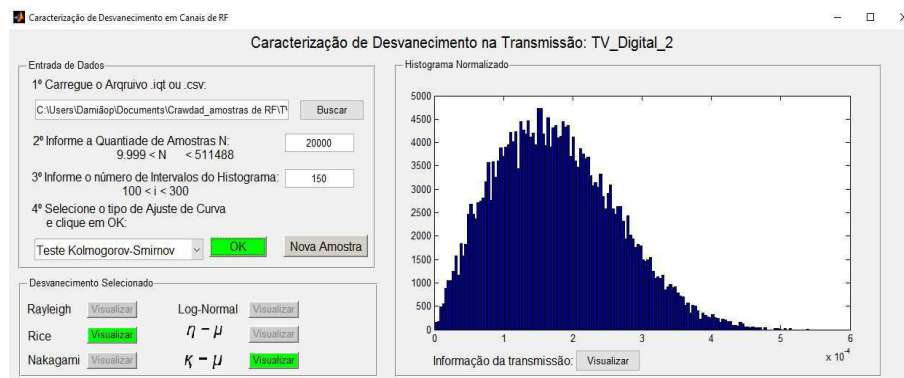 Caracterização de Desvanecimento em Canais de RF
Caracterização de Desvanecimento na Transmissão: TV_Digital_2
Entrada de Dados
1º Carregue o Arqruivo .iqt ou .csv:
C:\Users\Damiãop\Documents\Crawdad_amostras de RF\T\
Buscar
2º Informe a Quantiade de Amostras N:
9.999 < N < 511488
20000
3º Informe o número de Intervalos do Histograma:
100 < i < 300
150
4º Selecione o tipo de Ajuste de Curva
e clique em OK:
Teste Kolmogorov-Smirnov
OK
Nova Amostra
Desvanecimento Selecionado
Rayleigh Visualizar Log-Normal Visualizar
Rice Visualizar η − μ Visualizar
Nakagami Visualizar κ − μ Visualizar
Histograma Normalizado
5000
4500
4000
3500
3000
2500
2000
1500
1000
500
0
0 1 2 3 4 5 6
x 10⁻⁴
Informação da transmissão: Visualizar